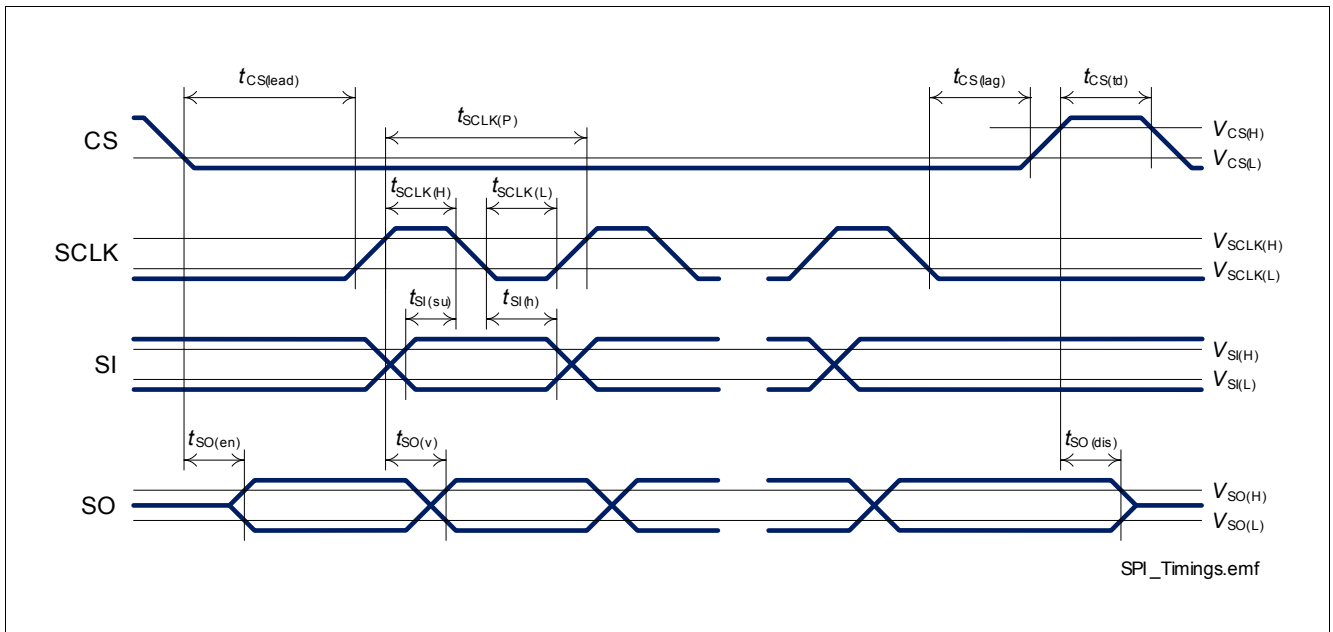 tCS(lead)
tCS(lag)
tCS(td)
tSCLK(P)
CS
VCS(H)
VCS(L)
tSCLK(H)
tSCLK(L)
SCLK
VSCLK(H)
VSCLK(L)
tSI(su)
tSI(h)
SI
VSI(H)
VSI(L)
tSO(en)
tSO(v)
tSO(dis)
SO
VSO(H)
VSO(L)
SPI_Timings.emf